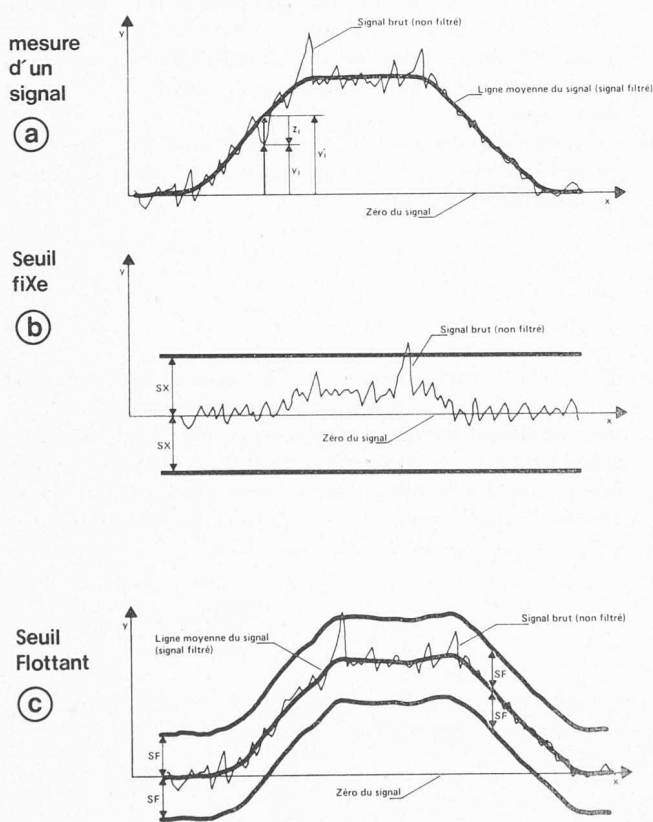 mesure
d'un
signal
a
y
Signal brut (non filtré)
Ligne moyenne du signal (signal filtré)
zi
y'i
yi
Zéro du signal
x
Seuil
fiXe
b
y
Signal brut (non filtré)
SX
SX
Zéro du signal
x
Seuil
Flottant
c
y
Ligne moyenne du signal
(signal filtré)
Signal brut (non filtré)
SF
SF
SF
SF
Zéro du signal
x